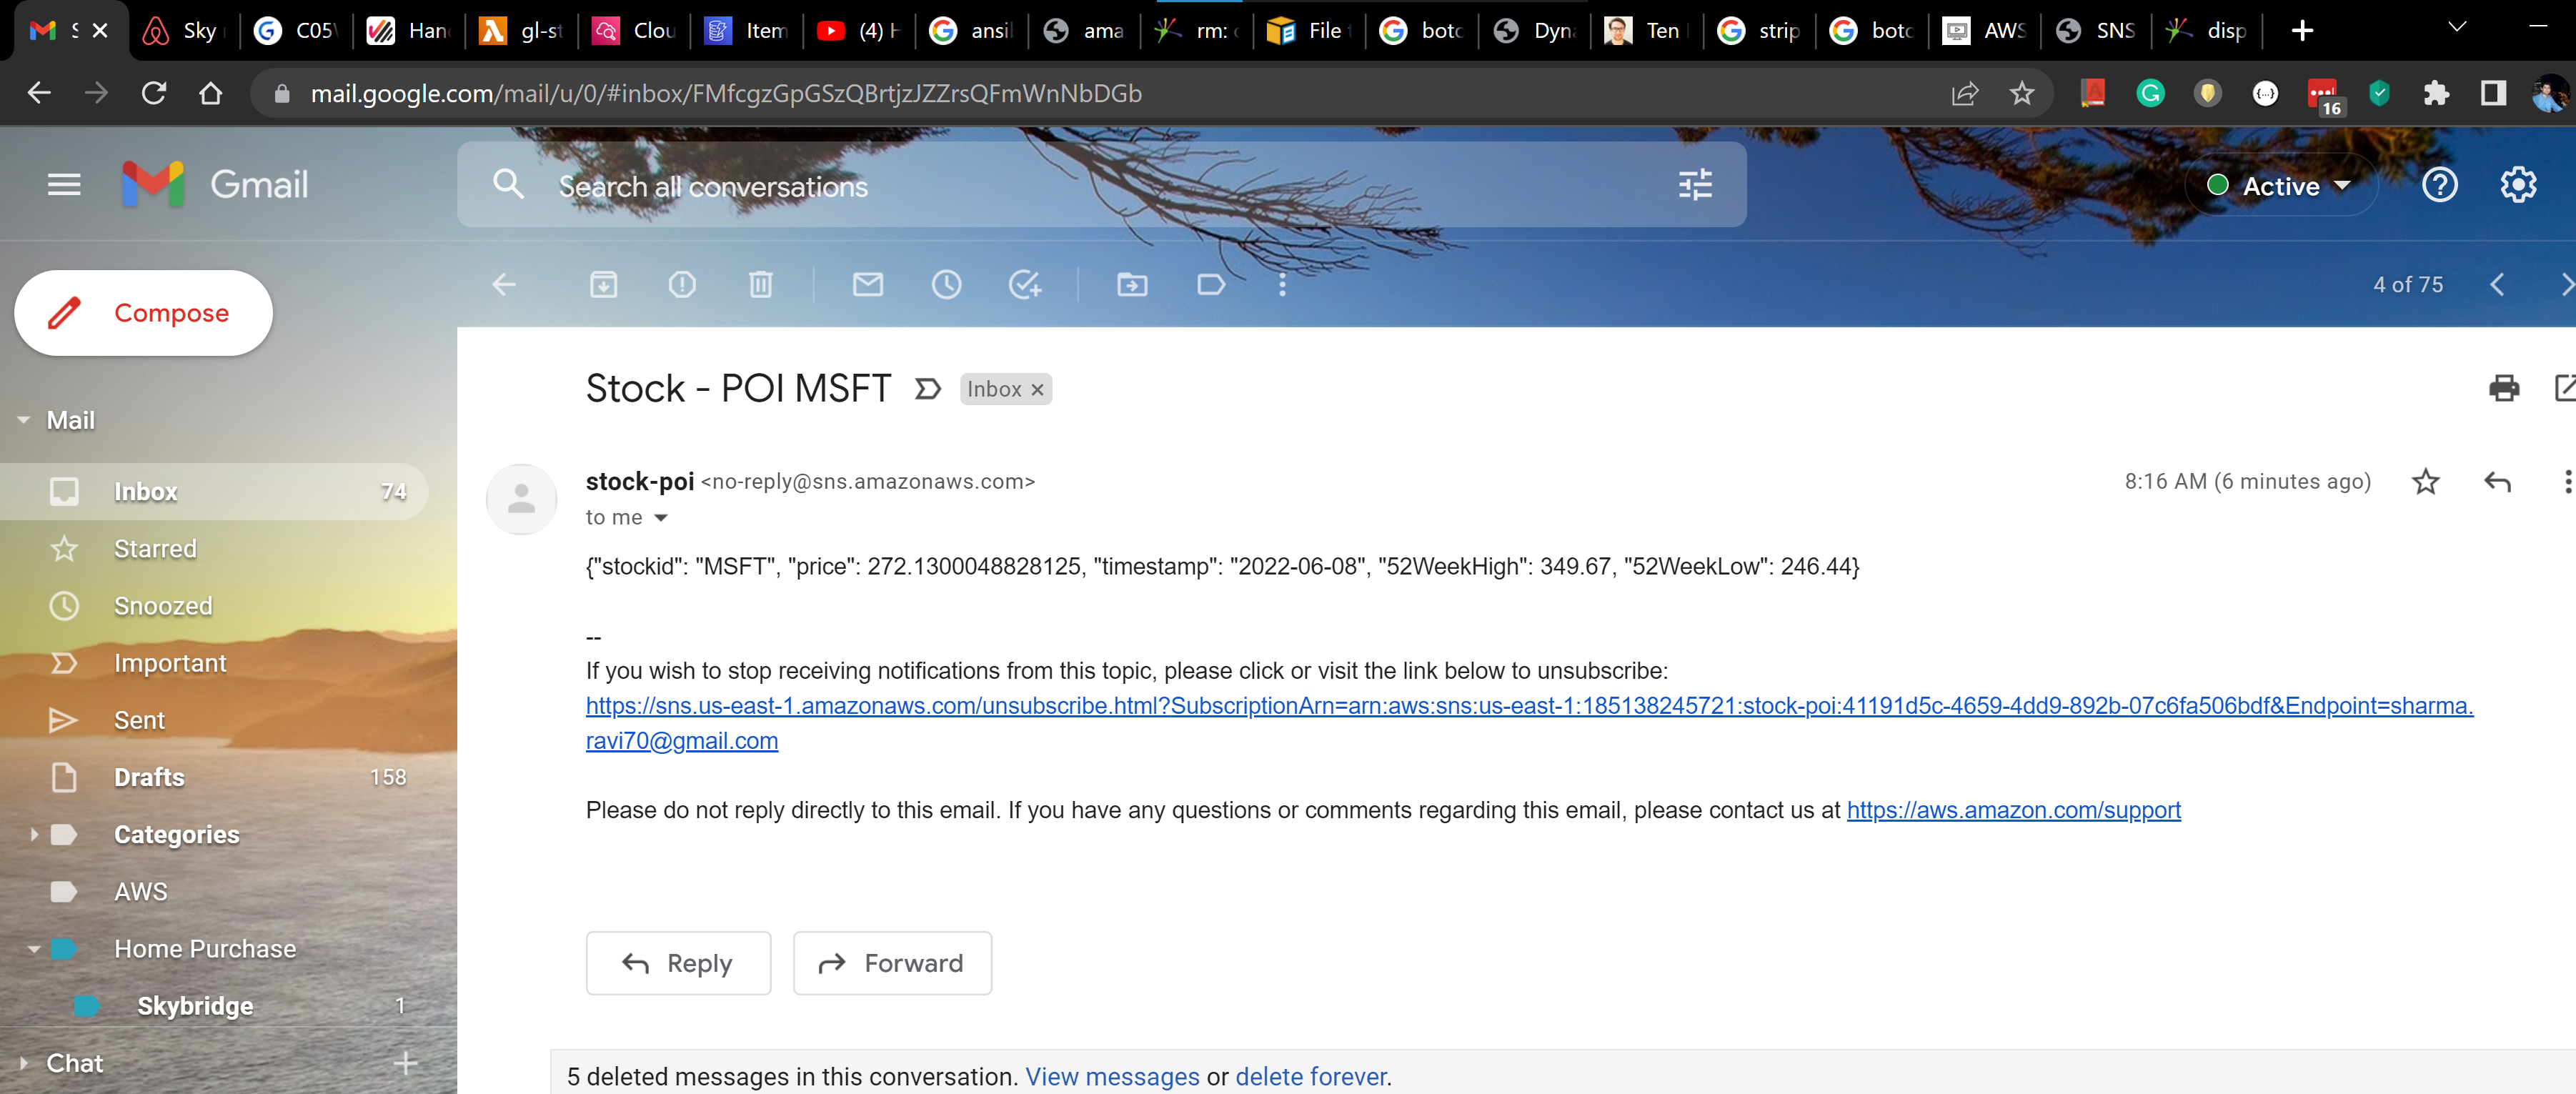 S
Sky
C05V
Hand
gl-st
Clou
Item
(4) H
ansil
ama
rm: c
File
botc
Dyna
Ten
strip
botc
AWS
SNS
disp
mail.google.com/mail/u/0/#inbox/FMfcgzGpGSzQBrtjzJZZrsQFmWnNbDGb
16
Gmail
Search all conversations
Active
Compose
4 of 75
Stock - POI MSFT
Inbox ×
Mail
stock-poi <no-reply@sns.amazonaws.com>
8:16 AM (6 minutes ago)
to me
Inbox 74
Starred
Snoozed
Important
Sent
Drafts 158
Categories
AWS
Home Purchase
Skybridge 1
Chat
{"stockid": "MSFT", "price": 272.1300048828125, "timestamp": "2022-06-08", "52WeekHigh": 349.67, "52WeekLow": 246.44}
--
If you wish to stop receiving notifications from this topic, please click or visit the link below to unsubscribe:
https://sns.us-east-1.amazonaws.com/unsubscribe.html?SubscriptionArn=arn:aws:sns:us-east-1:185138245721:stock-poi:41191d5c-4659-4dd9-892b-07c6fa506bdf&Endpoint=sharma.
ravi70@gmail.com
Please do not reply directly to this email. If you have any questions or comments regarding this email, please contact us at https://aws.amazon.com/support
Reply
Forward
5 deleted messages in this conversation. View messages or delete forever.